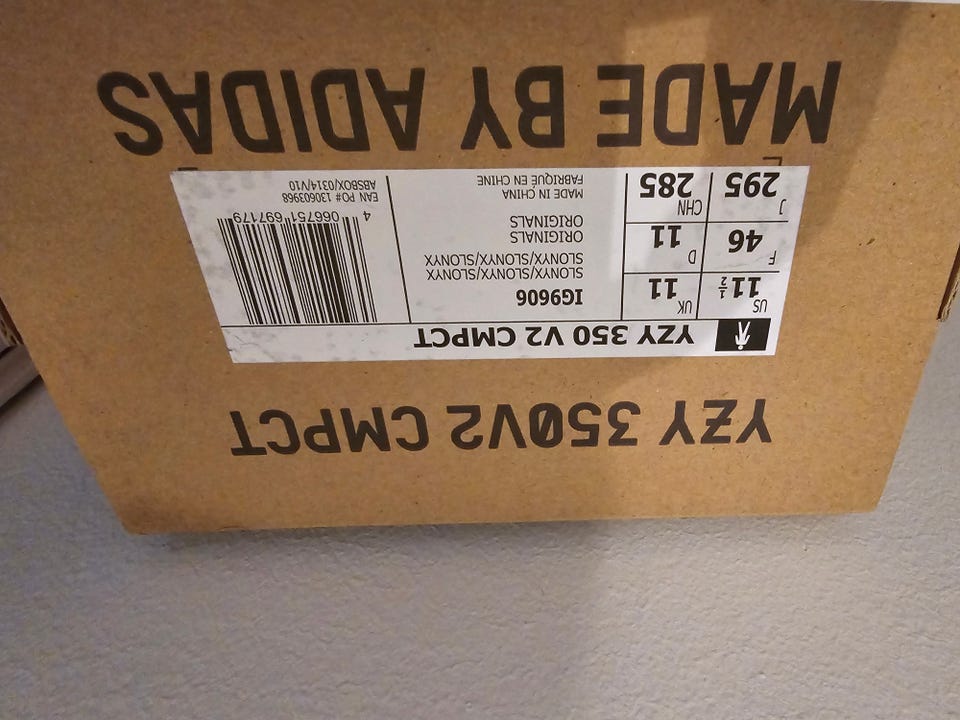 YZY 350V2 CMPCT
YZY 350 V2 CMPCT
US 11½ UK 11
F 46 D 11
J 295 CHN 285
IG9606
SLONYX/SLONYX/SLONYX
SLONYX/SLONYX/SLONYX
ORIGINALS
ORIGINALS
MADE IN CHINA
FABRIQUE EN CHINE
4 066751 697179
EAN PO# 130603968
ABSBOX/0314/V10
MADE BY ADIDAS